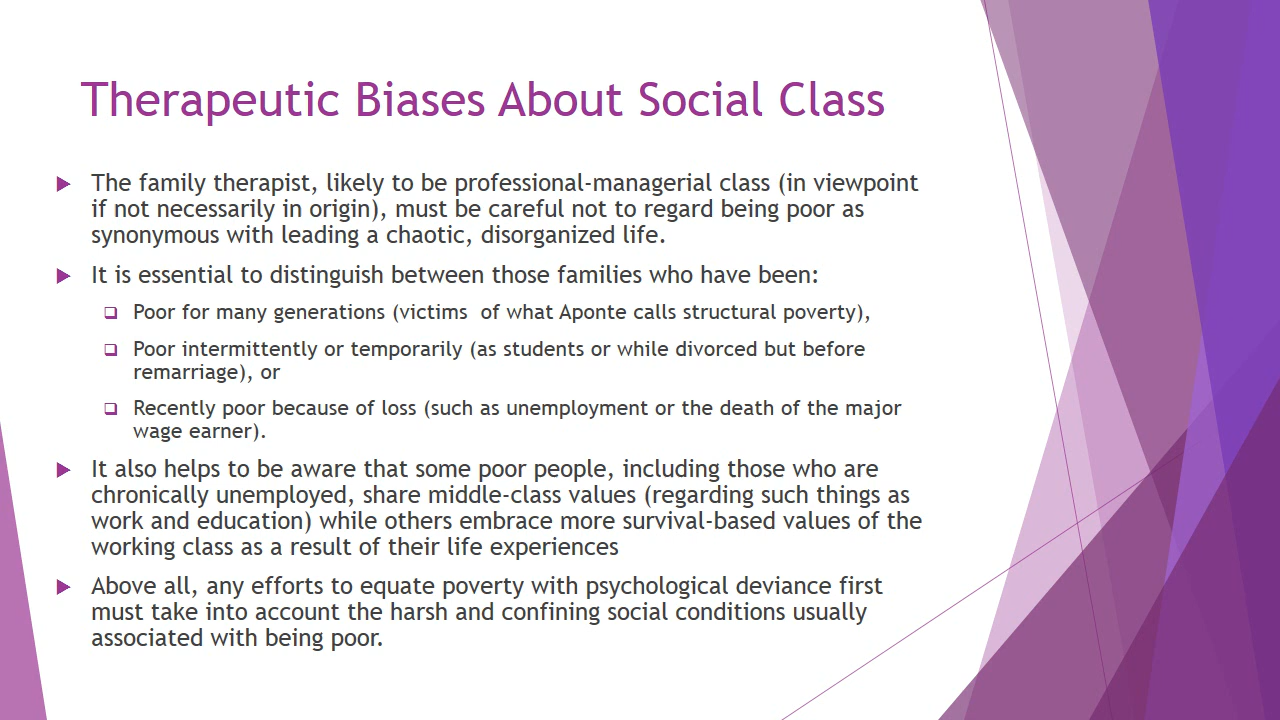 Therapeutic Biases About Social Class
The family therapist, likely to be professional-managerial class (in viewpoint
if not necessarily in origin), must be careful not to regard being poor as
synonymous with leading a chaotic, disorganized life.
It is essential to distinguish between those families who have been:
Poor for many generations (victims  of what Aponte calls structural poverty),
Poor intermittently or temporarily (as students or while divorced but before
remarriage), or
Recently poor because of loss (such as unemployment or the death of the major
wage earner).
It also helps to be aware that some poor people, including those who are
chronically unemployed, share middle-class values (regarding such things as
work and education) while others embrace more survival-based values of the
working class as a result of their life experiences
Above all, any efforts to equate poverty with psychological deviance first
must take into account the harsh and confining social conditions usually
associated with being poor.